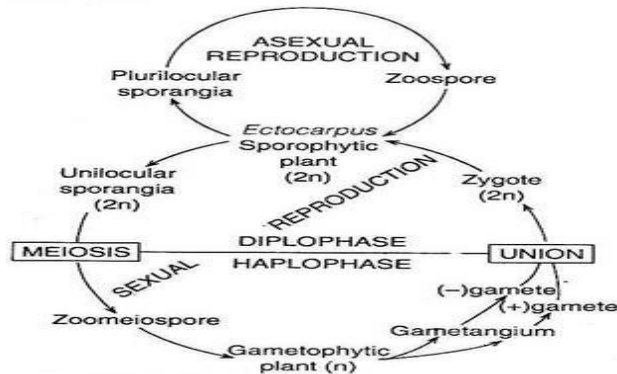 ASEXUAL
REPRODUCTION
Plurilocular
sporangia
Zoospore
Ectocarpus
Sporophytic
plant
(2n)
Unilocular
sporangia
(2n)
REPRODUCTION
Zygote
(2n)
MEIOSIS
DIPLOPHASE
HAPLOPHASE
UNION
SEXUAL
(−)gamete
(+)gamete
Zoomeiospore
Gametangium
Gametophytic
plant (n)